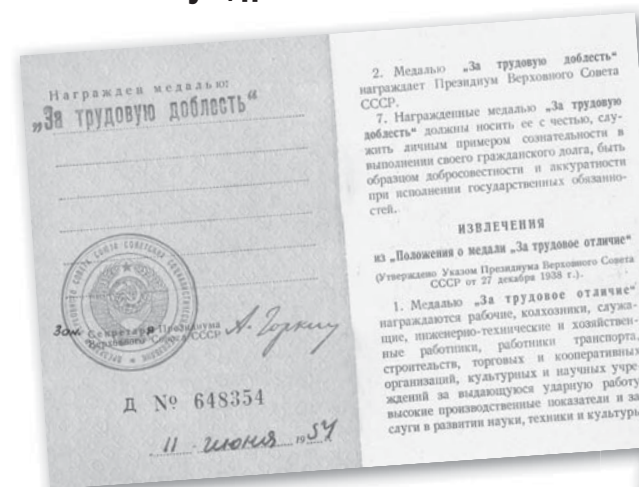 Награжден медалью:
„За трудовую доблесть“
Зам. Секретаря Президиума
Верховного Совета СССР
А. Горкин
Д № 648354
11 июня 1954
2. Медалью „За трудовую доблесть“
награждает Президиум Верховного Совета
СССР.
7. Награжденные медалью „За трудовую
доблесть“ должны носить ее с честью, слу-
жить личным примером сознательности в
выполнении своего гражданского долга, быть
образцом добросовестности и аккуратности
при исполнении государственных обязанно-
стей.
ИЗВЛЕЧЕНИЯ
из „Положения о медали „За трудовое отличие“
(Утверждено Указом Президиума Верховного Совета
СССР от 27 декабря 1938 г.).
1. Медалью „За трудовое отличие“
награждаются рабочие, колхозники, служа-
щие, инженерно-технические и хозяйствен-
ные работники, работники транспорта,
строительств, торговых и кооперативных
организаций, культурных и научных учре-
ждений за выдающуюся ударную работу,
высокие производственные показатели и за-
слуги в развитии науки, техники и культуры